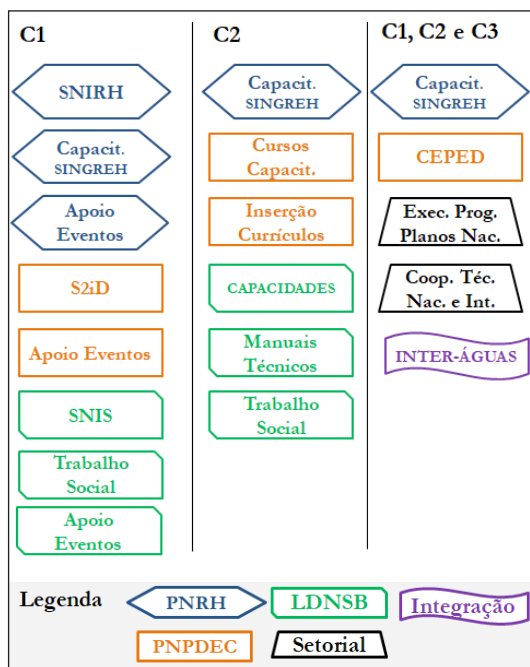 C1
SNIRH
Capacit.
SINGREH
Apoio
Eventos
S2iD
Apoio Eventos
SNIS
Trabalho
Social
Apoio
Eventos
C2
Capacit.
SINGREH
Cursos
Capacit.
Inserção
Currículos
CAPACIDADES
Manuais
Técnicos
Trabalho
Social
C1, C2 e C3
Capacit.
SINGREH
CEPED
Exec. Prog.
Planos Nac.
Coop. Téc.
Nac. e Int.
INTER-ÁGUAS
Legenda
PNRH
LDNSB
Integração
PNPDEC
Setorial